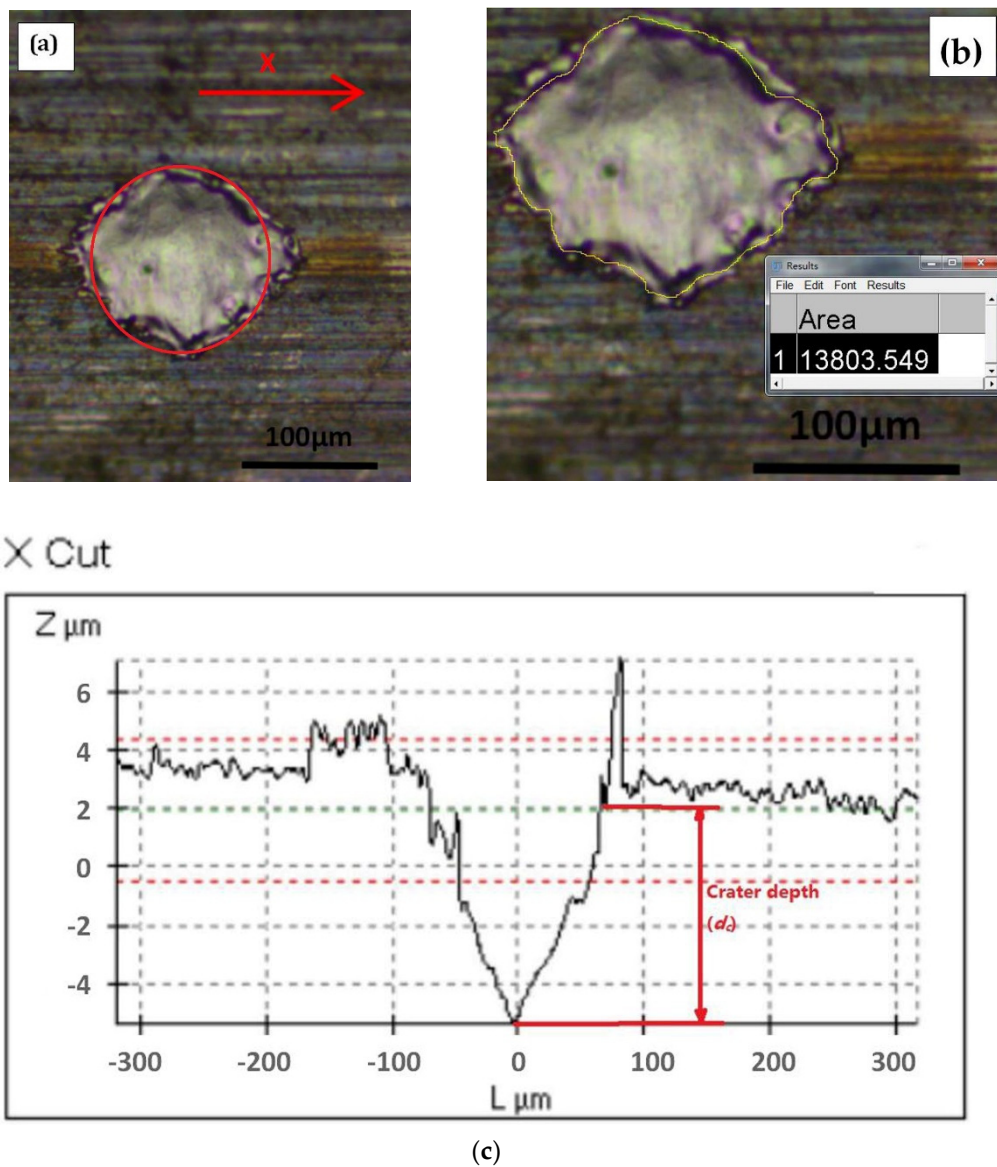 (a)
X
100µm
(b)
Results
File Edit Font Results
Area
1 13803.549
100µm
X Cut
Z µm
6
4
2
0
-2
-4
Crater depth
(dc)
-300 -200 -100 0 100 200 300
L µm
(c)